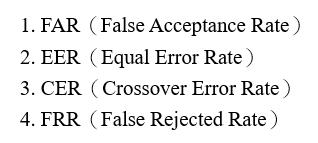 1. FAR（False Acceptance Rate）
2. EER（Equal Error Rate）
3. CER（Crossover Error Rate）
4. FRR（False Rejected Rate）